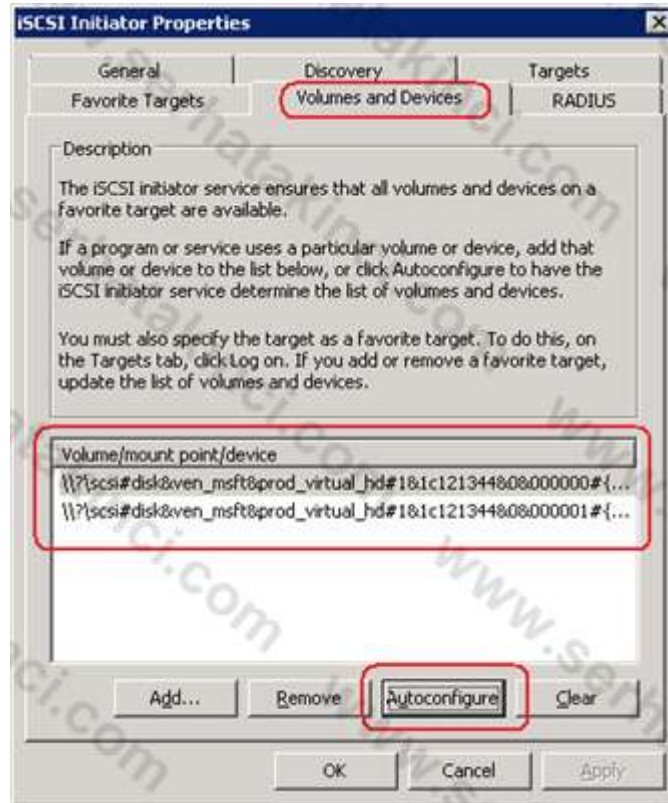 iSCSI Initiator Properties
General
Discovery
Targets
Favorite Targets
Volumes and Devices
RADIUS
Description
The iSCSI initiator service ensures that all volumes and devices on a
favorite target are available.
If a program or service uses a particular volume or device, add that
volume or device to the list below, or click Autoconfigure to have the
iSCSI initiator service determine the list of volumes and devices.
You must also specify the target as a favorite target. To do this, on
the Targets tab, click Log on. If you add or remove a favorite target,
update the list of volumes and devices.
Volume/mount point/device
\\?\scsi#disk&ven_msft&prod_virtual_hd#1&1c121344&0&000000#{...
\\?\scsi#disk&ven_msft&prod_virtual_hd#1&1c121344&0&000001#{...
Add...
Remove
Autoconfigure
Clear
OK
Cancel
Apply
www.serhatakinci.com